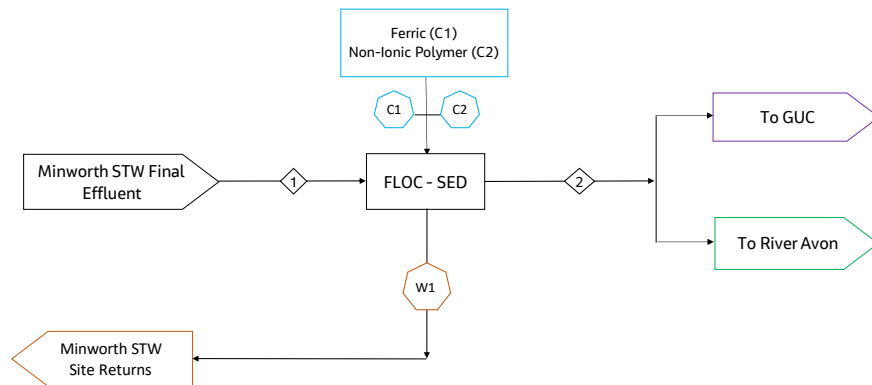 Ferric (C1)
Non-Ionic Polymer (C2)
C1
C2
To GUC
Minworth STW Final
Effluent
1
FLOC - SED
2
To River Avon
W1
Minworth STW
Site Returns